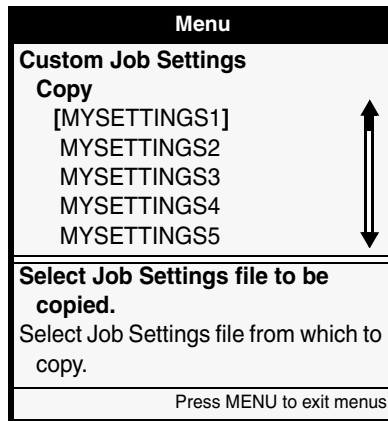 Menu
Custom Job Settings
Copy
[MYSETTINGS1]
MYSETTINGS2
MYSETTINGS3
MYSETTINGS4
MYSETTINGS5
Select Job Settings file to be
copied.
Select Job Settings file from which to
copy.
Press MENU to exit menus